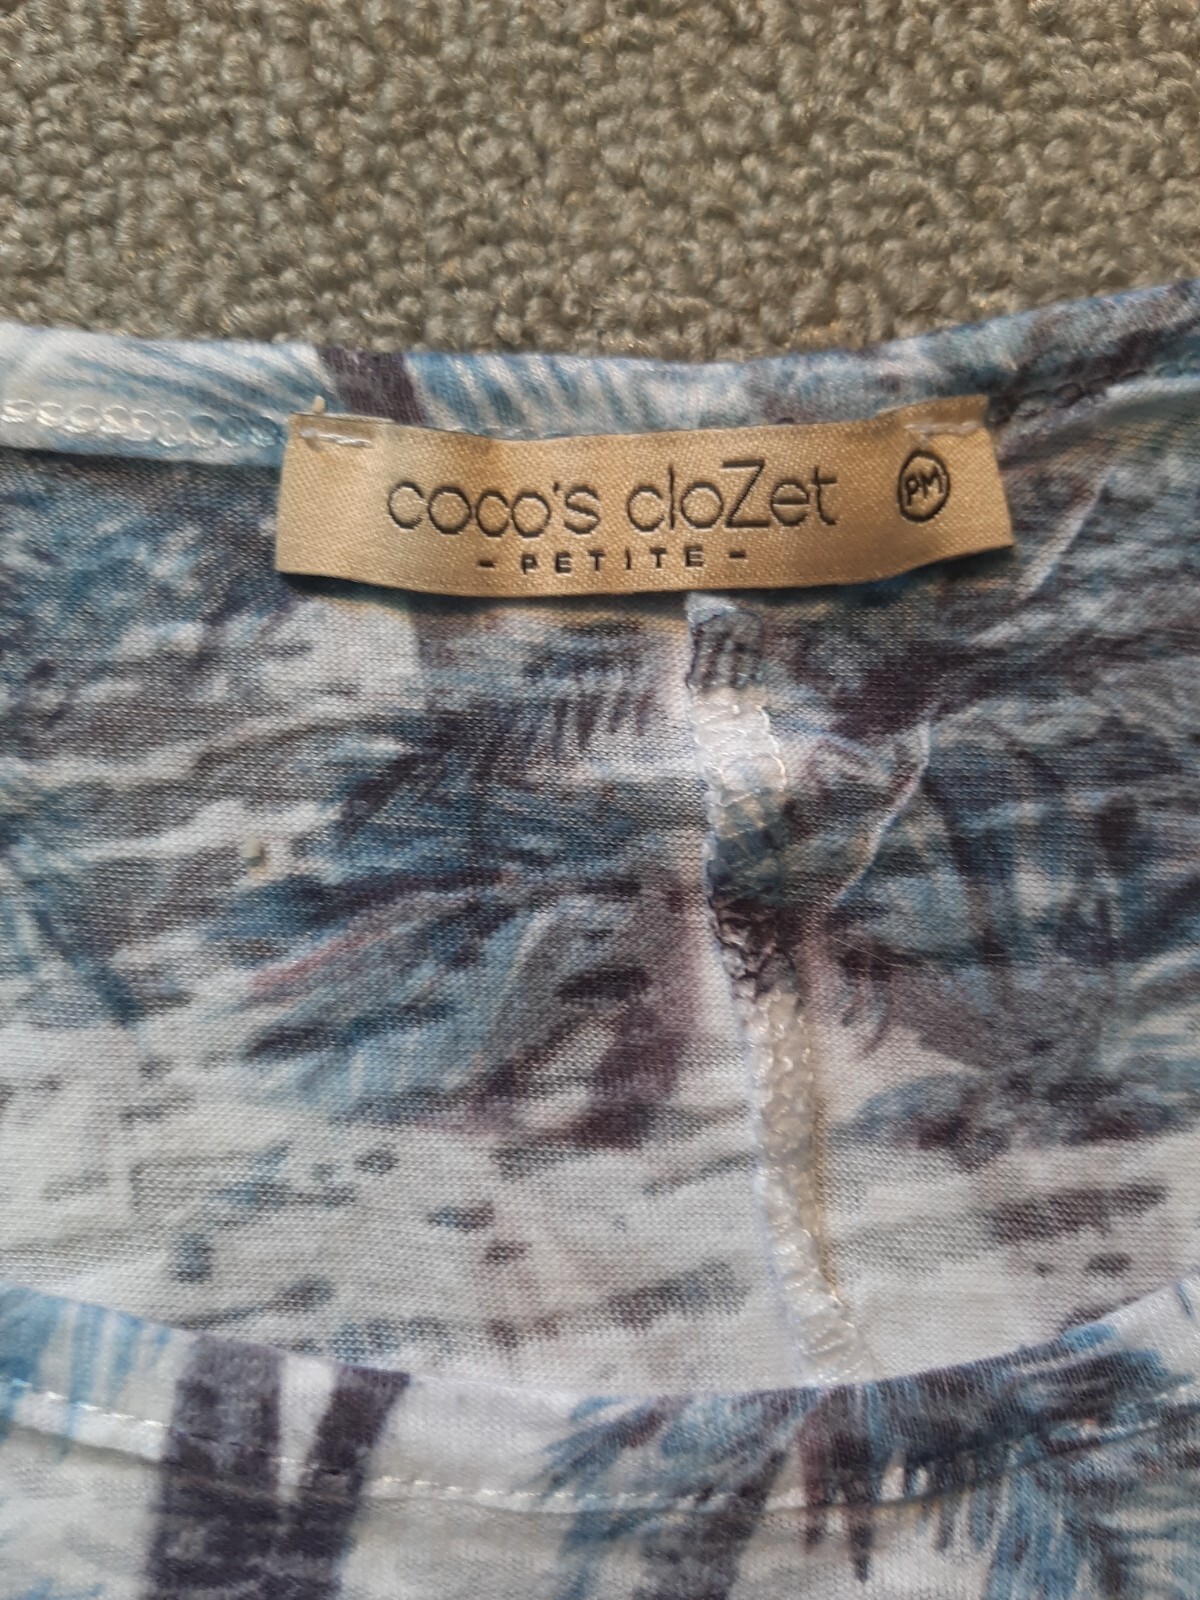 coco's cloZet PM
- PETITE -